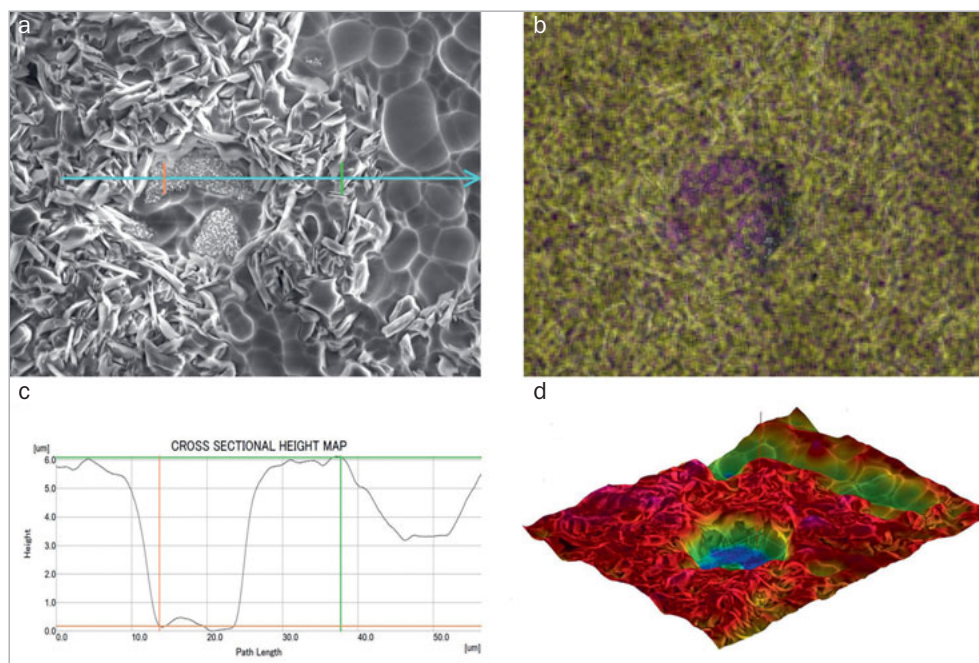 a
b
c
CROSS SECTIONAL HEIGHT MAP
[um]
6.0
5.0
4.0
3.0
2.0
1.0
0.0
Height
0.0 10.0 20.0 30.0 40.0 50.0
[um]
Path Length
d